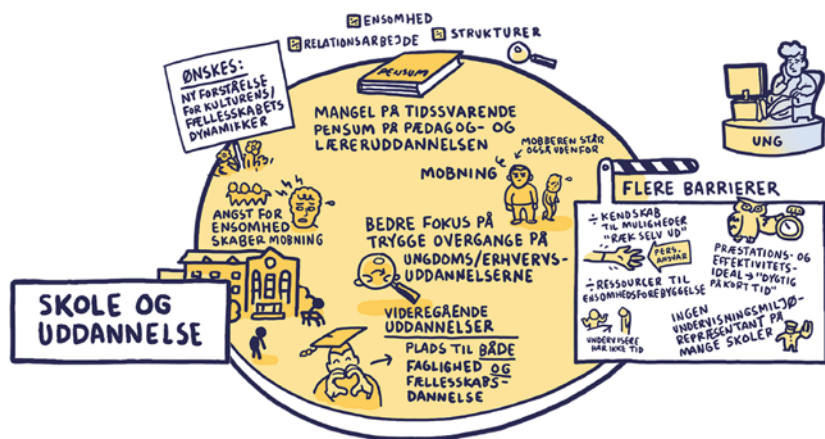 ENSOMHED
RELATIONSARBEJDE
STRUKTURER
ØNSKES:
NY FORSTÅELSE
FOR KULTURENS/
FÆLLESSKABETS
DYNAMIKKER
PENSUM
MANGEL PÅ TIDSSVARENDE
PENSUM PÅ PÆDAGOG- OG
LÆRERUDDANNELSEN
MOBBEREN STÅR
OGSÅ UDENFOR
MOBNING
ANGST FOR
ENSOMHED
SKABER MOBNING
BEDRE FOKUS PÅ
TRYGGE OVERGANGE PÅ
UNGDOMS/ERHVERVS-
UDDANNELSERNE
SKOLE OG
UDDANNELSE
VIDEREGÅENDE
UDDANNELSER
PLADS TIL BÅDE
FAGLIGHED OG
FÆLLESSKABS-
DANNELSE
UNG
FLERE BARRIERER
÷ KENDSKAB
TIL MULIGHEDER
"RÆK SELV UD"
PERS.
ANSVAR
÷ RESSOURCER TIL
ENSOMHEDSFOREBYGGELSE
UNDERVISERE
HAR IKKE TID
PRÆSTATIONS- OG
EFFEKTIVITETS-
IDEAL → "DYGTIG
PÅ KORT TID"
INGEN
UNDERVISNINGSMILJØ-
REPRÆSENTANT PÅ
MANGE SKOLER